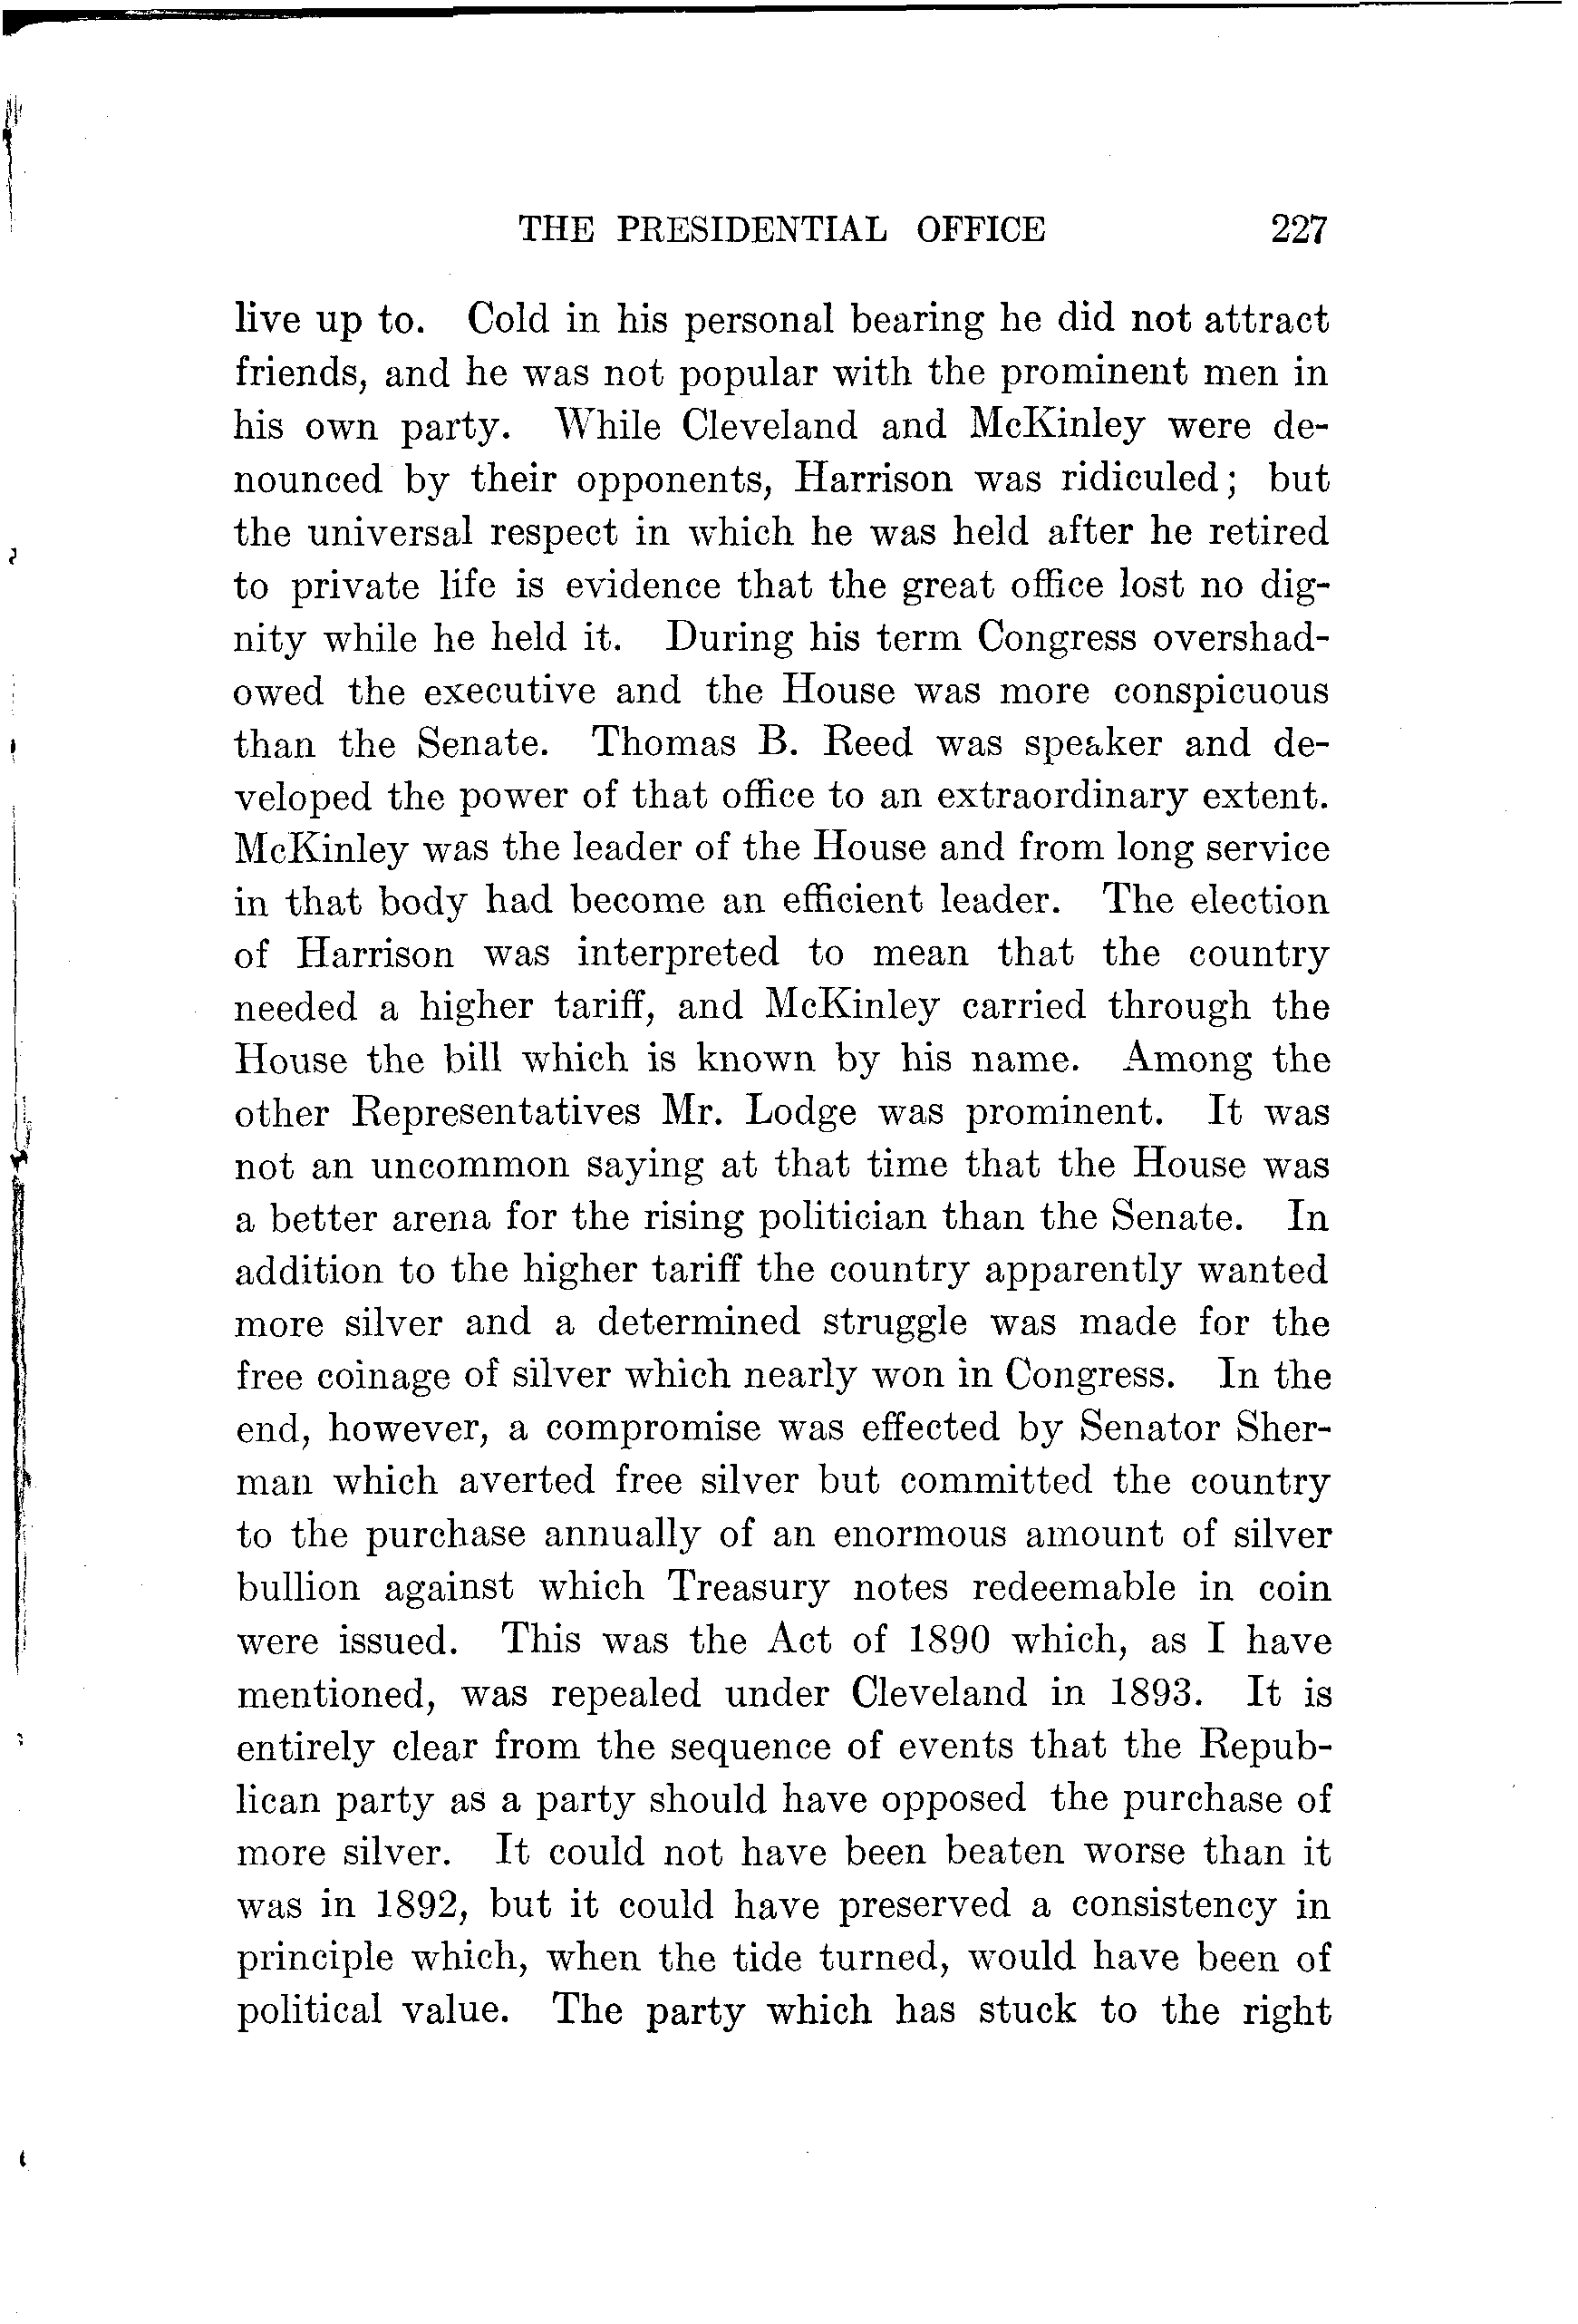 THE PRESIDENTIAL OFFICE 227
live up to. Cold in his personal bearing he did not attract
friends, and he was not popular with the prominent men in
his own party. While Cleveland and McKinley were de-
nounced by their opponents, Harrison was ridiculed; but
the universal respect in which he was held after he retired
to private life is evidence that the great office lost no dig-
nity while he held it. During his term Congress overshad-
owed the executive and the House was more conspicuous
than the Senate. Thomas B. Reed was speaker and de-
veloped the power of that office to an extraordinary extent.
McKinley was the leader of the House and from long service
in that body had become an efficient leader. The election
of Harrison was interpreted to mean that the country
needed a higher tariff, and McKinley carried through the
House the bill which is known by his name. Among the
other Representatives Mr. Lodge was prominent. It was
not an uncommon saying at that time that the House was
a better arena for the rising politician than the Senate. In
addition to the higher tariff the country apparently wanted
more silver and a determined struggle was made for the
free coinage of silver which nearly won in Congress. In the
end, however, a compromise was effected by Senator Sher-
man which averted free silver but committed the country
to the purchase annually of an enormous amount of silver
bullion against which Treasury notes redeemable in coin
were issued. This was the Act of 1890 which, as I have
mentioned, was repealed under Cleveland in 1893. It is
entirely clear from the sequence of events that the Repub-
lican party as a party should have opposed the purchase of
more silver. It could not have been beaten worse than it
was in 1892, but it could have preserved a consistency in
principle which, when the tide turned, would have been of
political value. The party which has stuck to the right